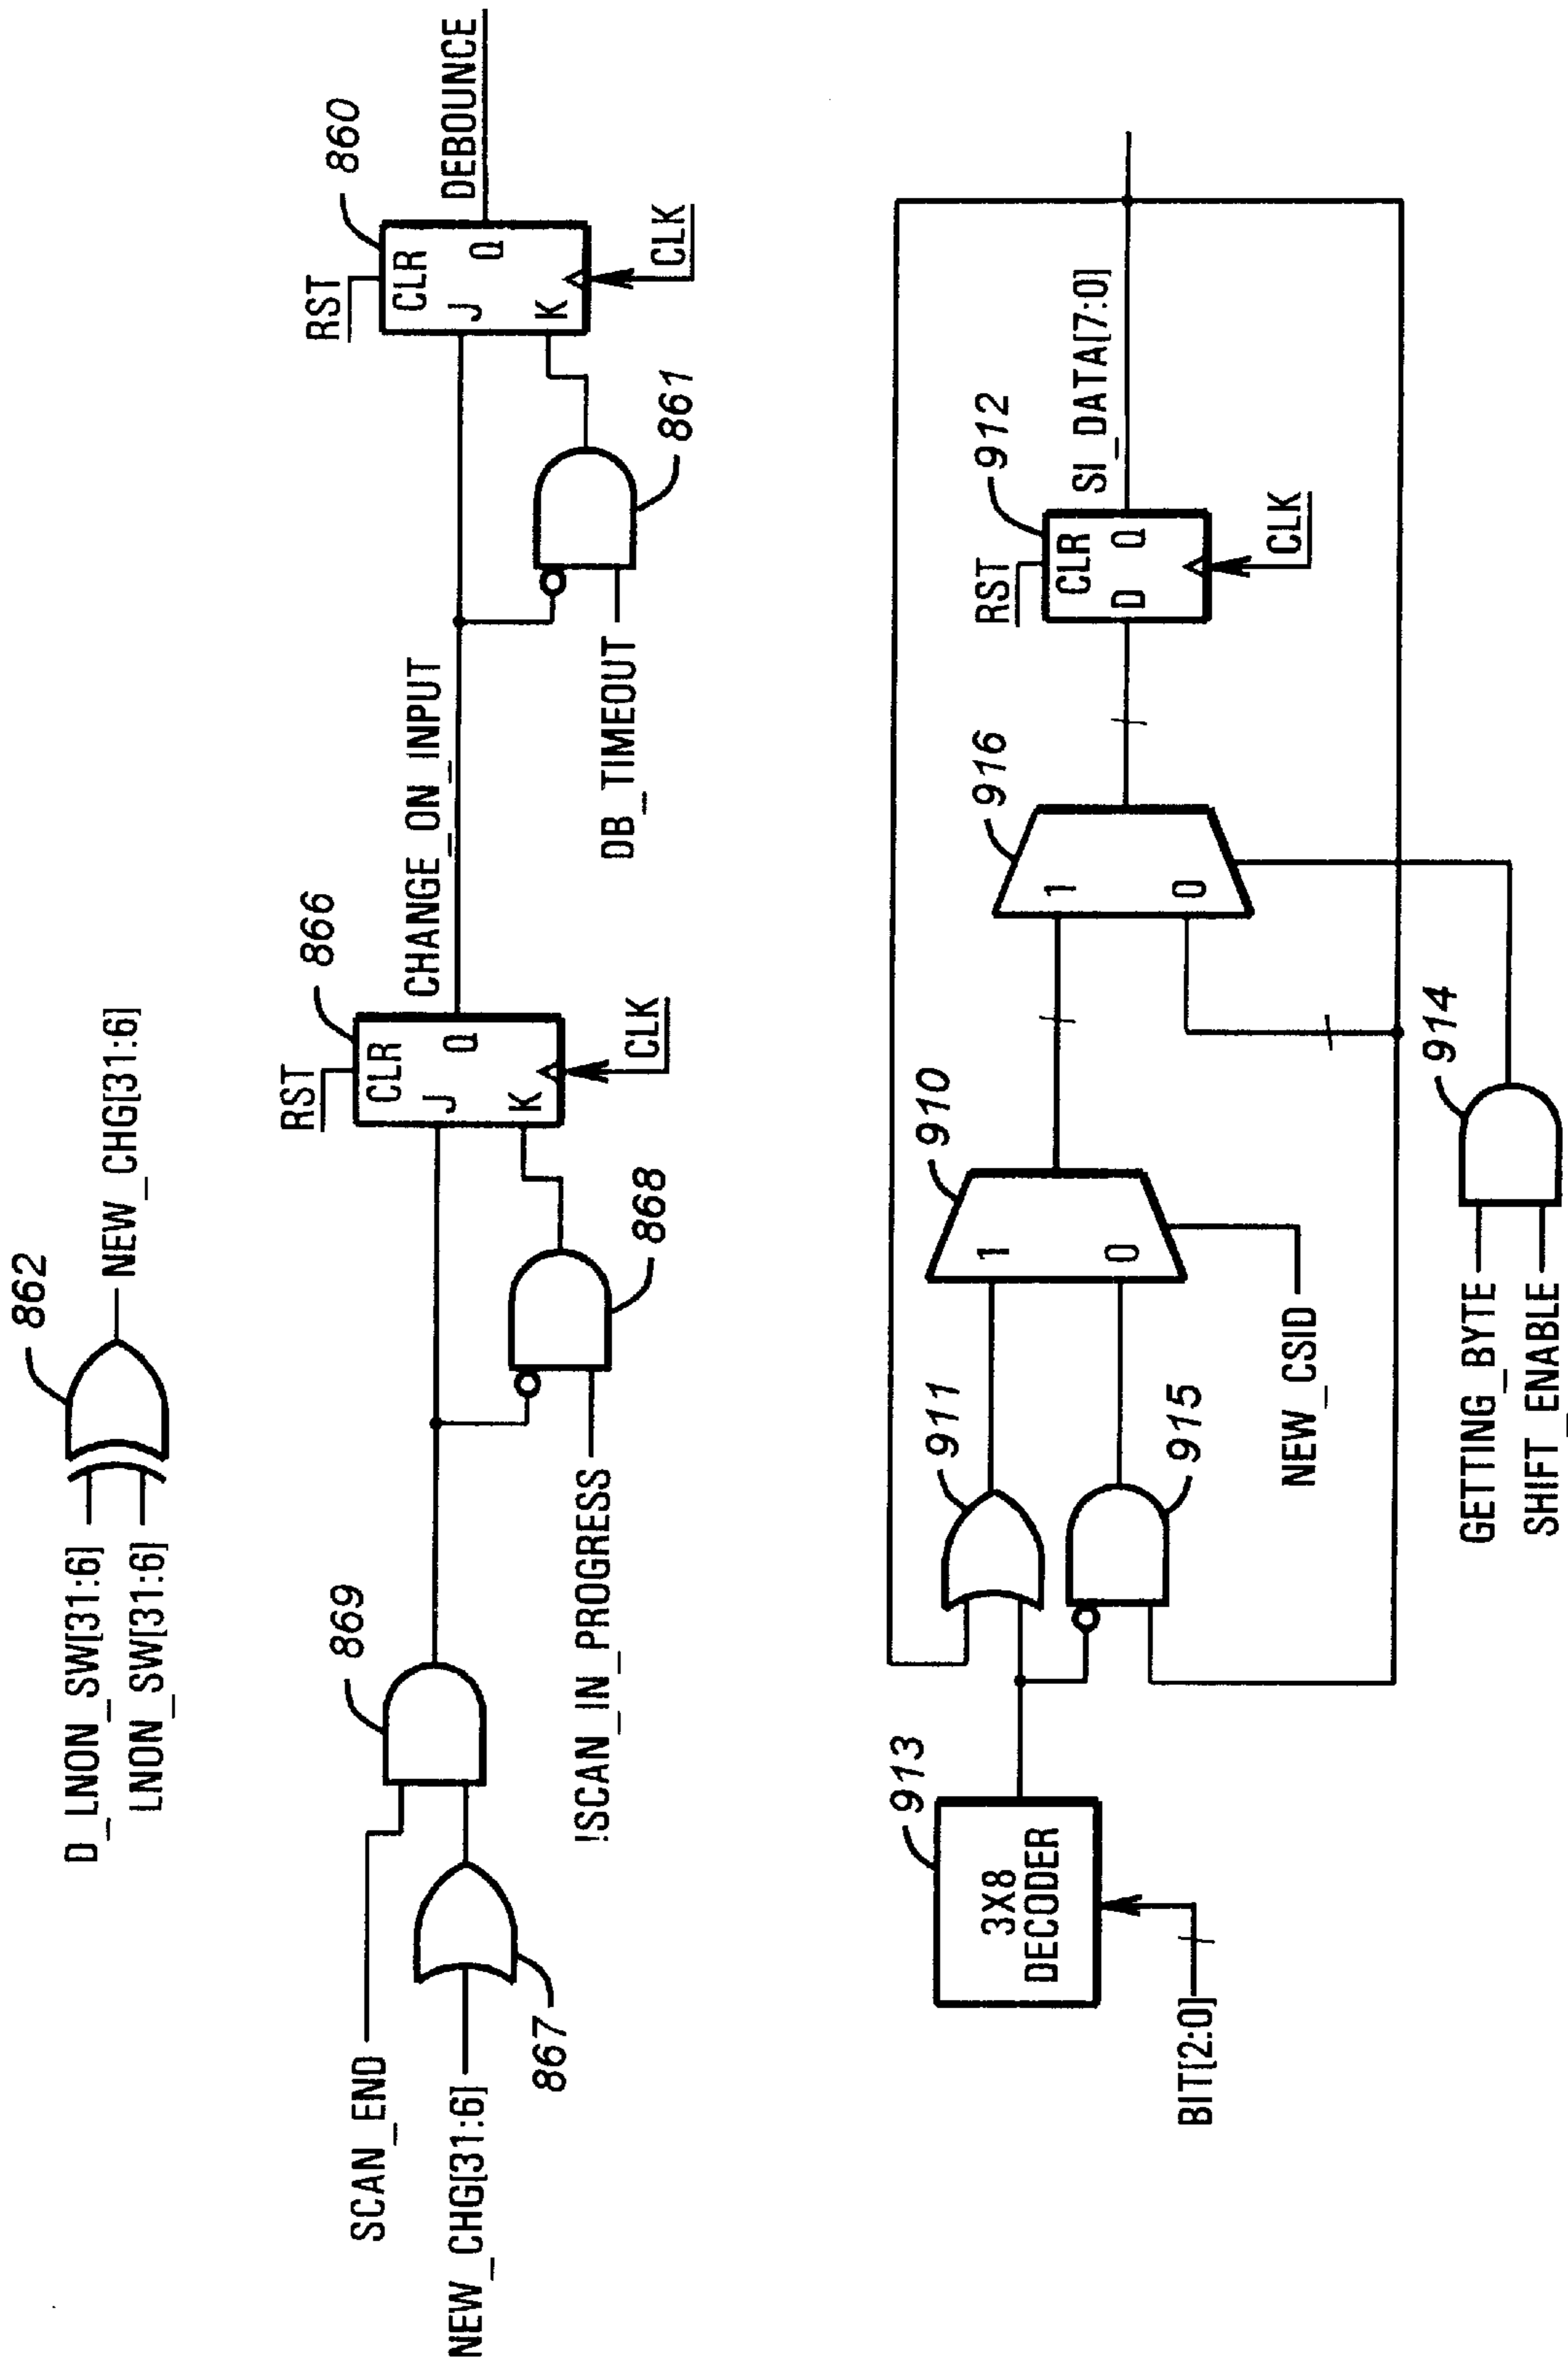 862
D_LNON_SW[31:6]
LNON_SW[31:6]
NEW_CHG[31:6]
SCAN_END
NEW_CHG[31:6]
867
869
!SCAN_IN_PROGRESS
868
866
RST
CLR
J
Q
K
CLK
CHANGE_ON_INPUT
DB_TIMEOUT
861
860
RST
CLR
J
Q
K
CLK
DEBOUNCE
913
3X8
DECODER
BIT[2:0]
911
915
910
1
0
NEW_CSID
916
1
0
GETTING_BYTE
SHIFT_ENABLE
914
912
RST
CLR
D
Q
CLK
SI_DATA[7:0]